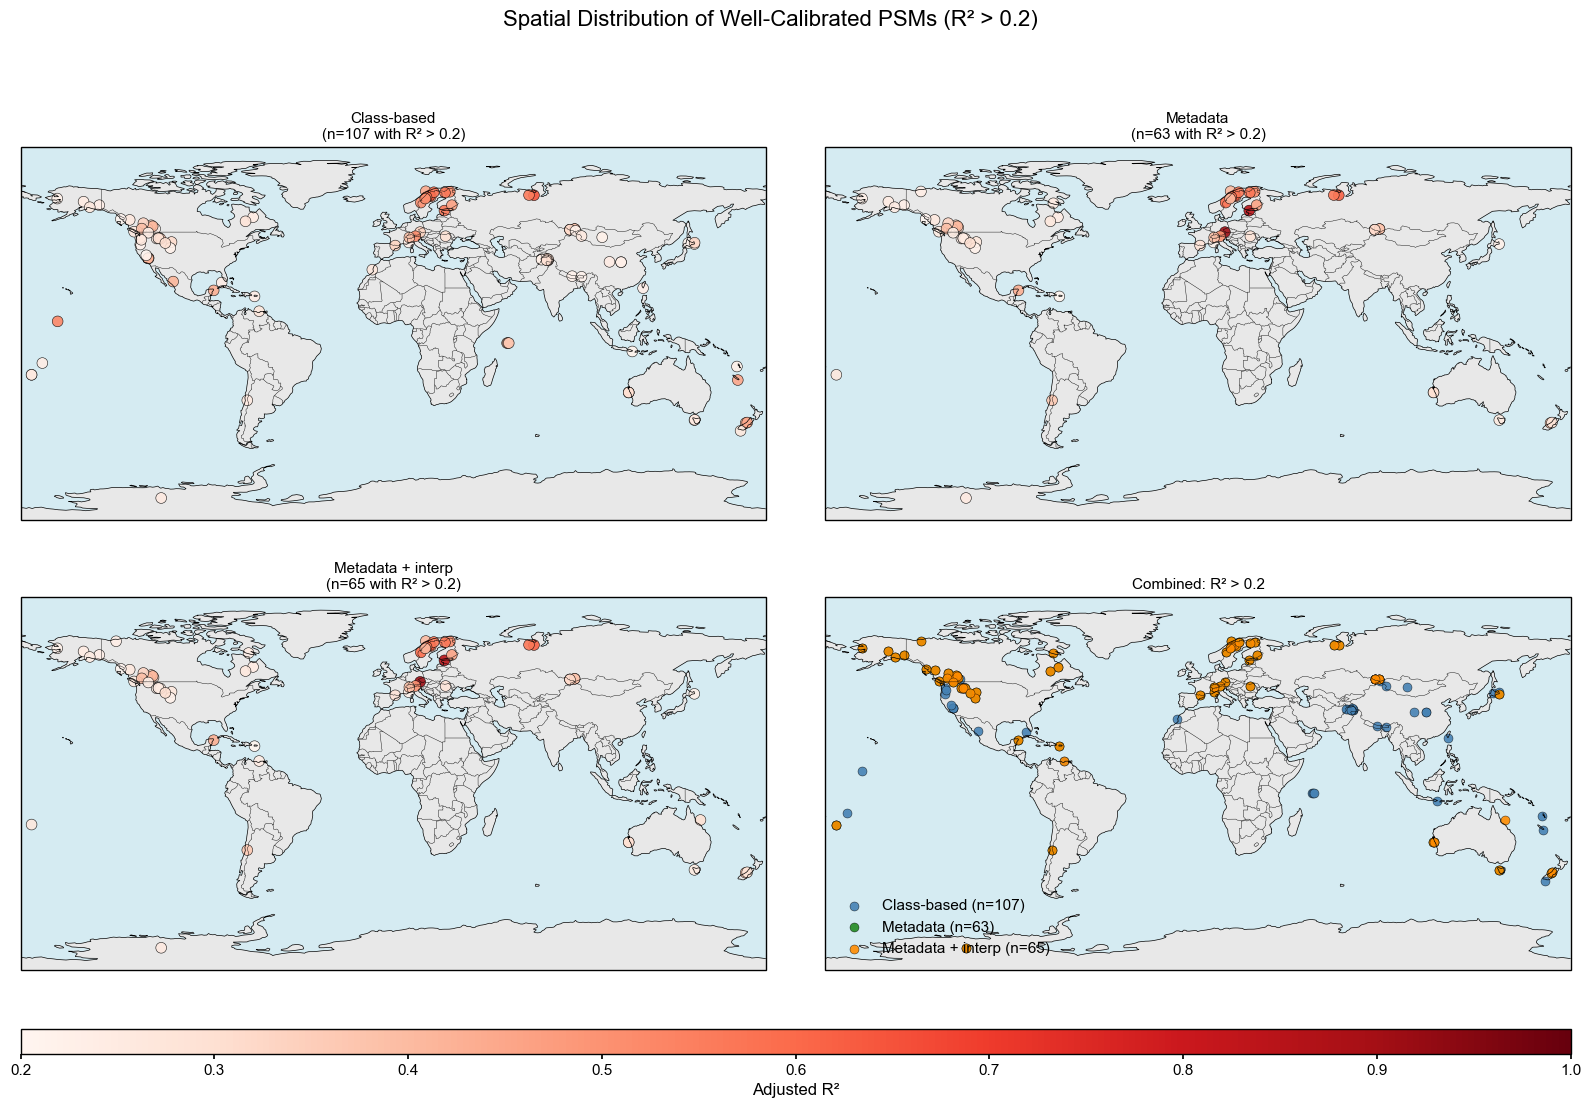 Spatial Distribution of Well-Calibrated PSMs (R² > 0.2)
Class-based
(n=107 with R² > 0.2)
Metadata
(n=63 with R² > 0.2)
Metadata + interp
(n=65 with R² > 0.2)
Combined: R² > 0.2
Class-based (n=107)
Metadata (n=63)
Metadata + interp (n=65)
0.2 0.3 0.4 0.5 0.6 0.7 0.8 0.9 1.0
Adjusted R²